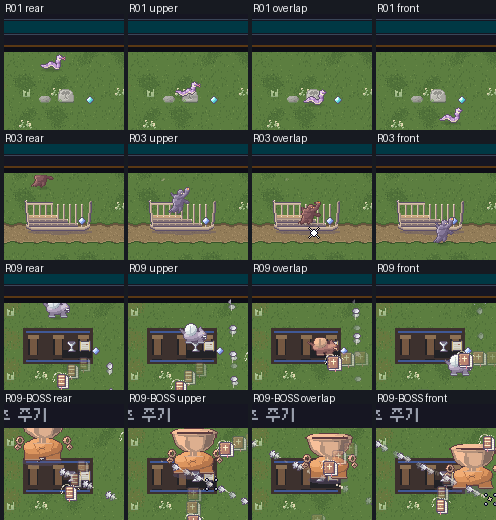 R01 rear R01 upper R01 overlap R01 front
R03 rear R03 upper R03 overlap R03 front
R09 rear R09 upper R09 overlap R09 front
R09-BOSS rear R09-BOSS upper R09-BOSS overlap R09-BOSS front
주기 주기 주기 주기